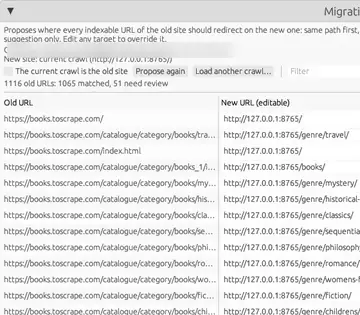 Migrati
Proposes where every indexable URL of the old site should redirect on the new one: same path first,
suggestion only. Edit any target to override it.
New site: current crawl (http://127.0.0.1:8765/)
The current crawl is the old site Propose again Load another crawl... Filter
1116 old URLs: 1065 matched, 51 need review
Old URL New URL (editable)
https://books.toscrape.com/ http://127.0.0.1:8765/
https://books.toscrape.com/catalogue/category/books/tra... http://127.0.0.1:8765/genre/travel/
https://books.toscrape.com/index.html http://127.0.0.1:8765/
https://books.toscrape.com/catalogue/category/books_1/i... http://127.0.0.1:8765/books/
https://books.toscrape.com/catalogue/category/books/my... http://127.0.0.1:8765/genre/mystery/
https://books.toscrape.com/catalogue/category/books/his... http://127.0.0.1:8765/genre/historical-
https://books.toscrape.com/catalogue/category/books/cla... http://127.0.0.1:8765/genre/classics/
https://books.toscrape.com/catalogue/category/books/se... http://127.0.0.1:8765/genre/sequentia
https://books.toscrape.com/catalogue/category/books/phi... http://127.0.0.1:8765/genre/philosophy
https://books.toscrape.com/catalogue/category/books/ro... http://127.0.0.1:8765/genre/romance/
https://books.toscrape.com/catalogue/category/books/wo... http://127.0.0.1:8765/genre/womens-f
https://books.toscrape.com/catalogue/category/books/fic... http://127.0.0.1:8765/genre/fiction/
https://books.toscrape.com/catalogue/category/books/chi... http://127.0.0.1:8765/genre/childrens/